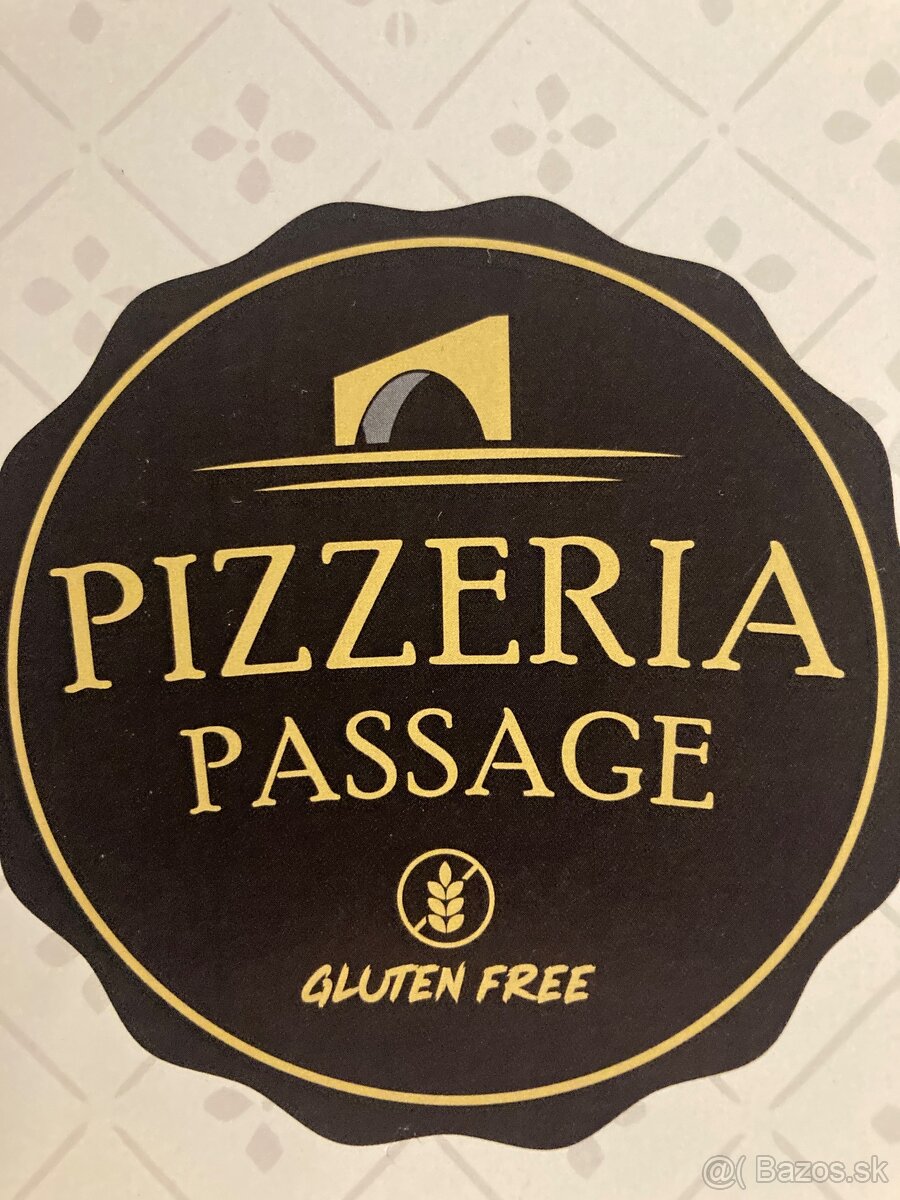 PIZZERIA
PASSAGE
GLUTEN FREE
@( Bazos.sk